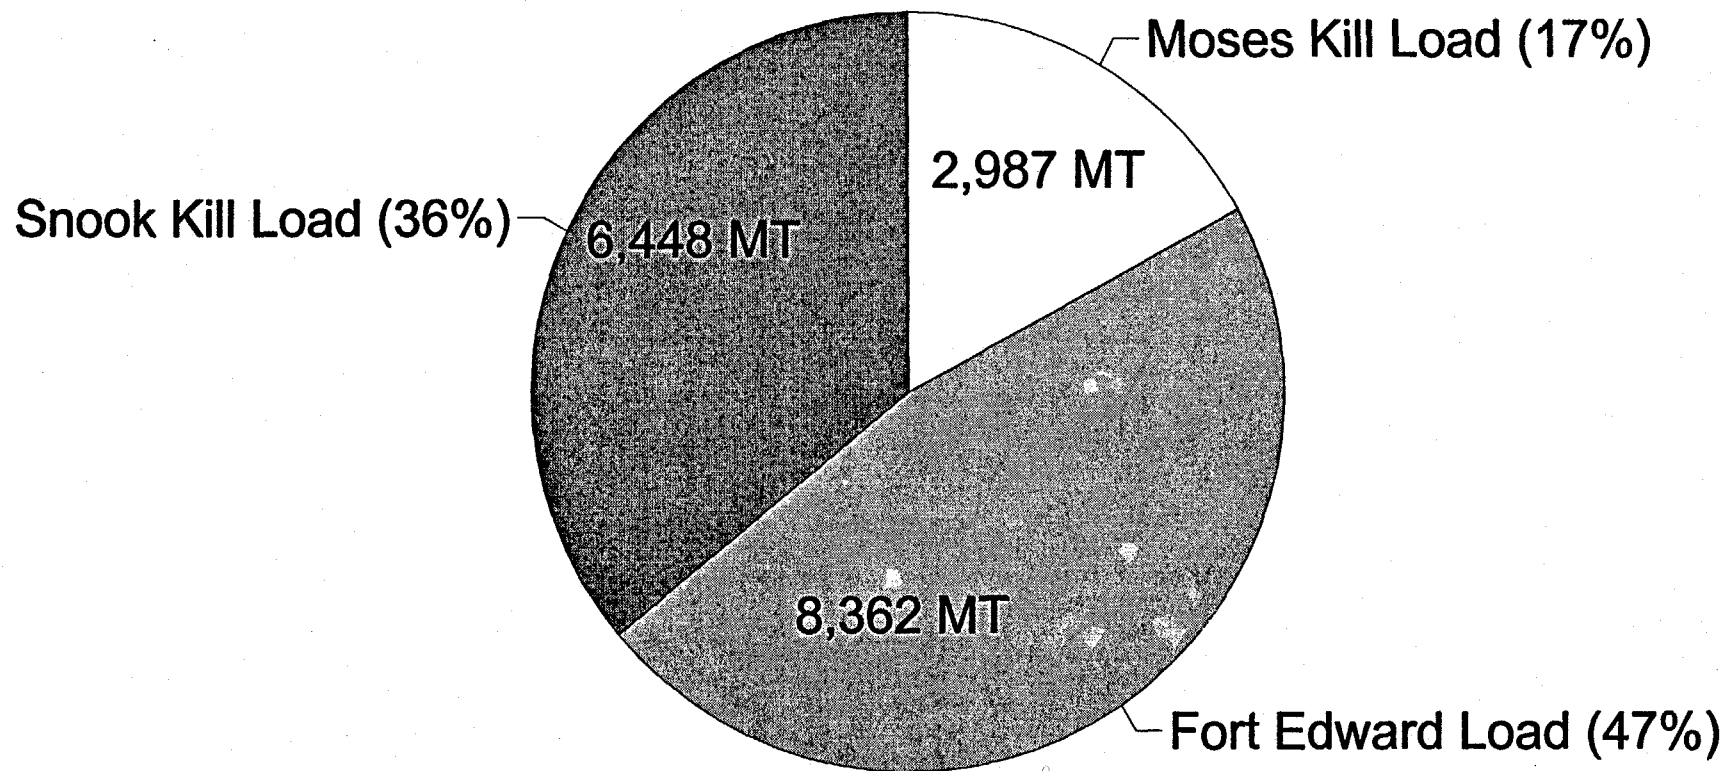 Moses Kill Load (17%)
2,987 MT
Snook Kill Load (36%)
6,448 MT
8,362 MT
Fort Edward Load (47%)